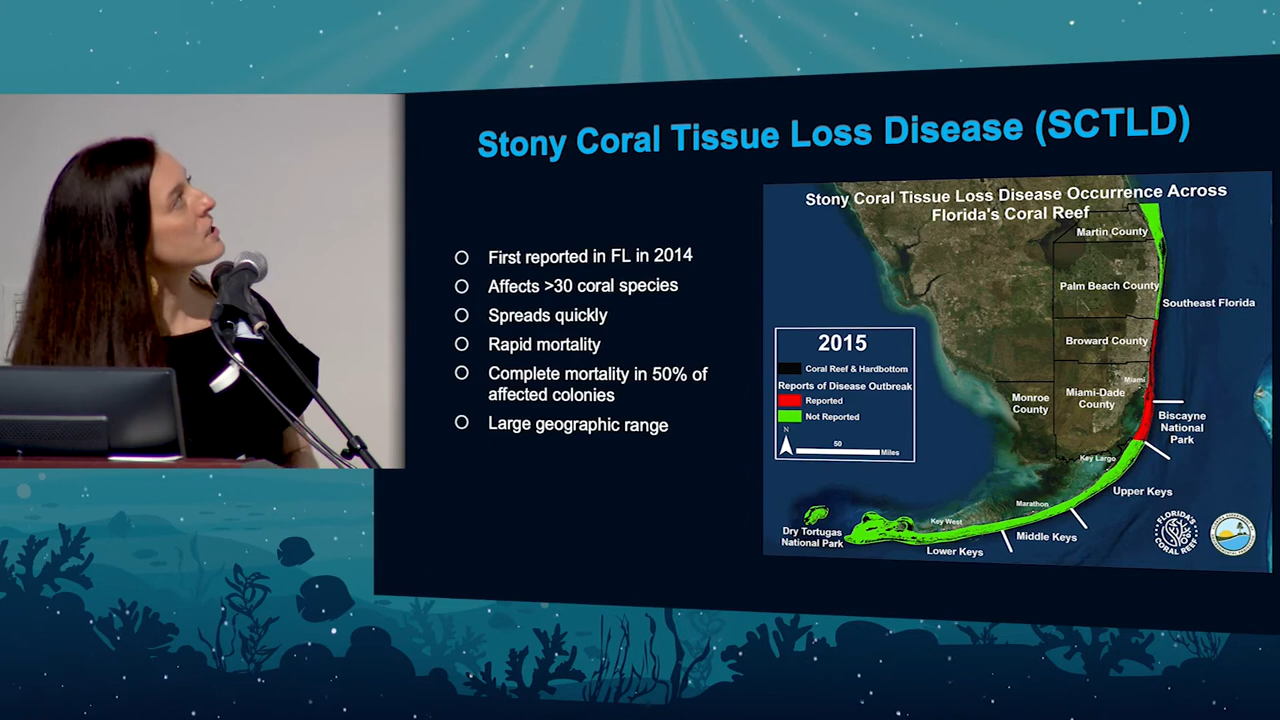 Stony Coral Tissue Loss Disease (SCTLD)
First reported in FL in 2014
Affects >30 coral species
Spreads quickly
Rapid mortality
Complete mortality in 50% of
affected colonies
Large geographic range
Stony Coral Tissue Loss Disease Occurrence Across
Florida's Coral Reef
Martin County
Palm Beach County
Southeast Florida
Broward County
Miami
Miami-Dade
County
Monroe
County
Biscayne
National
Park
2015
Coral Reef & Hardbottom
Reports of Disease Outbreak
Reported
Not Reported
N
50
Miles
Key Largo
Upper Keys
Marathon
Middle Keys
Key West
Lower Keys
Dry Tortugas
National Park
FLORIDA'S
CORAL REEF